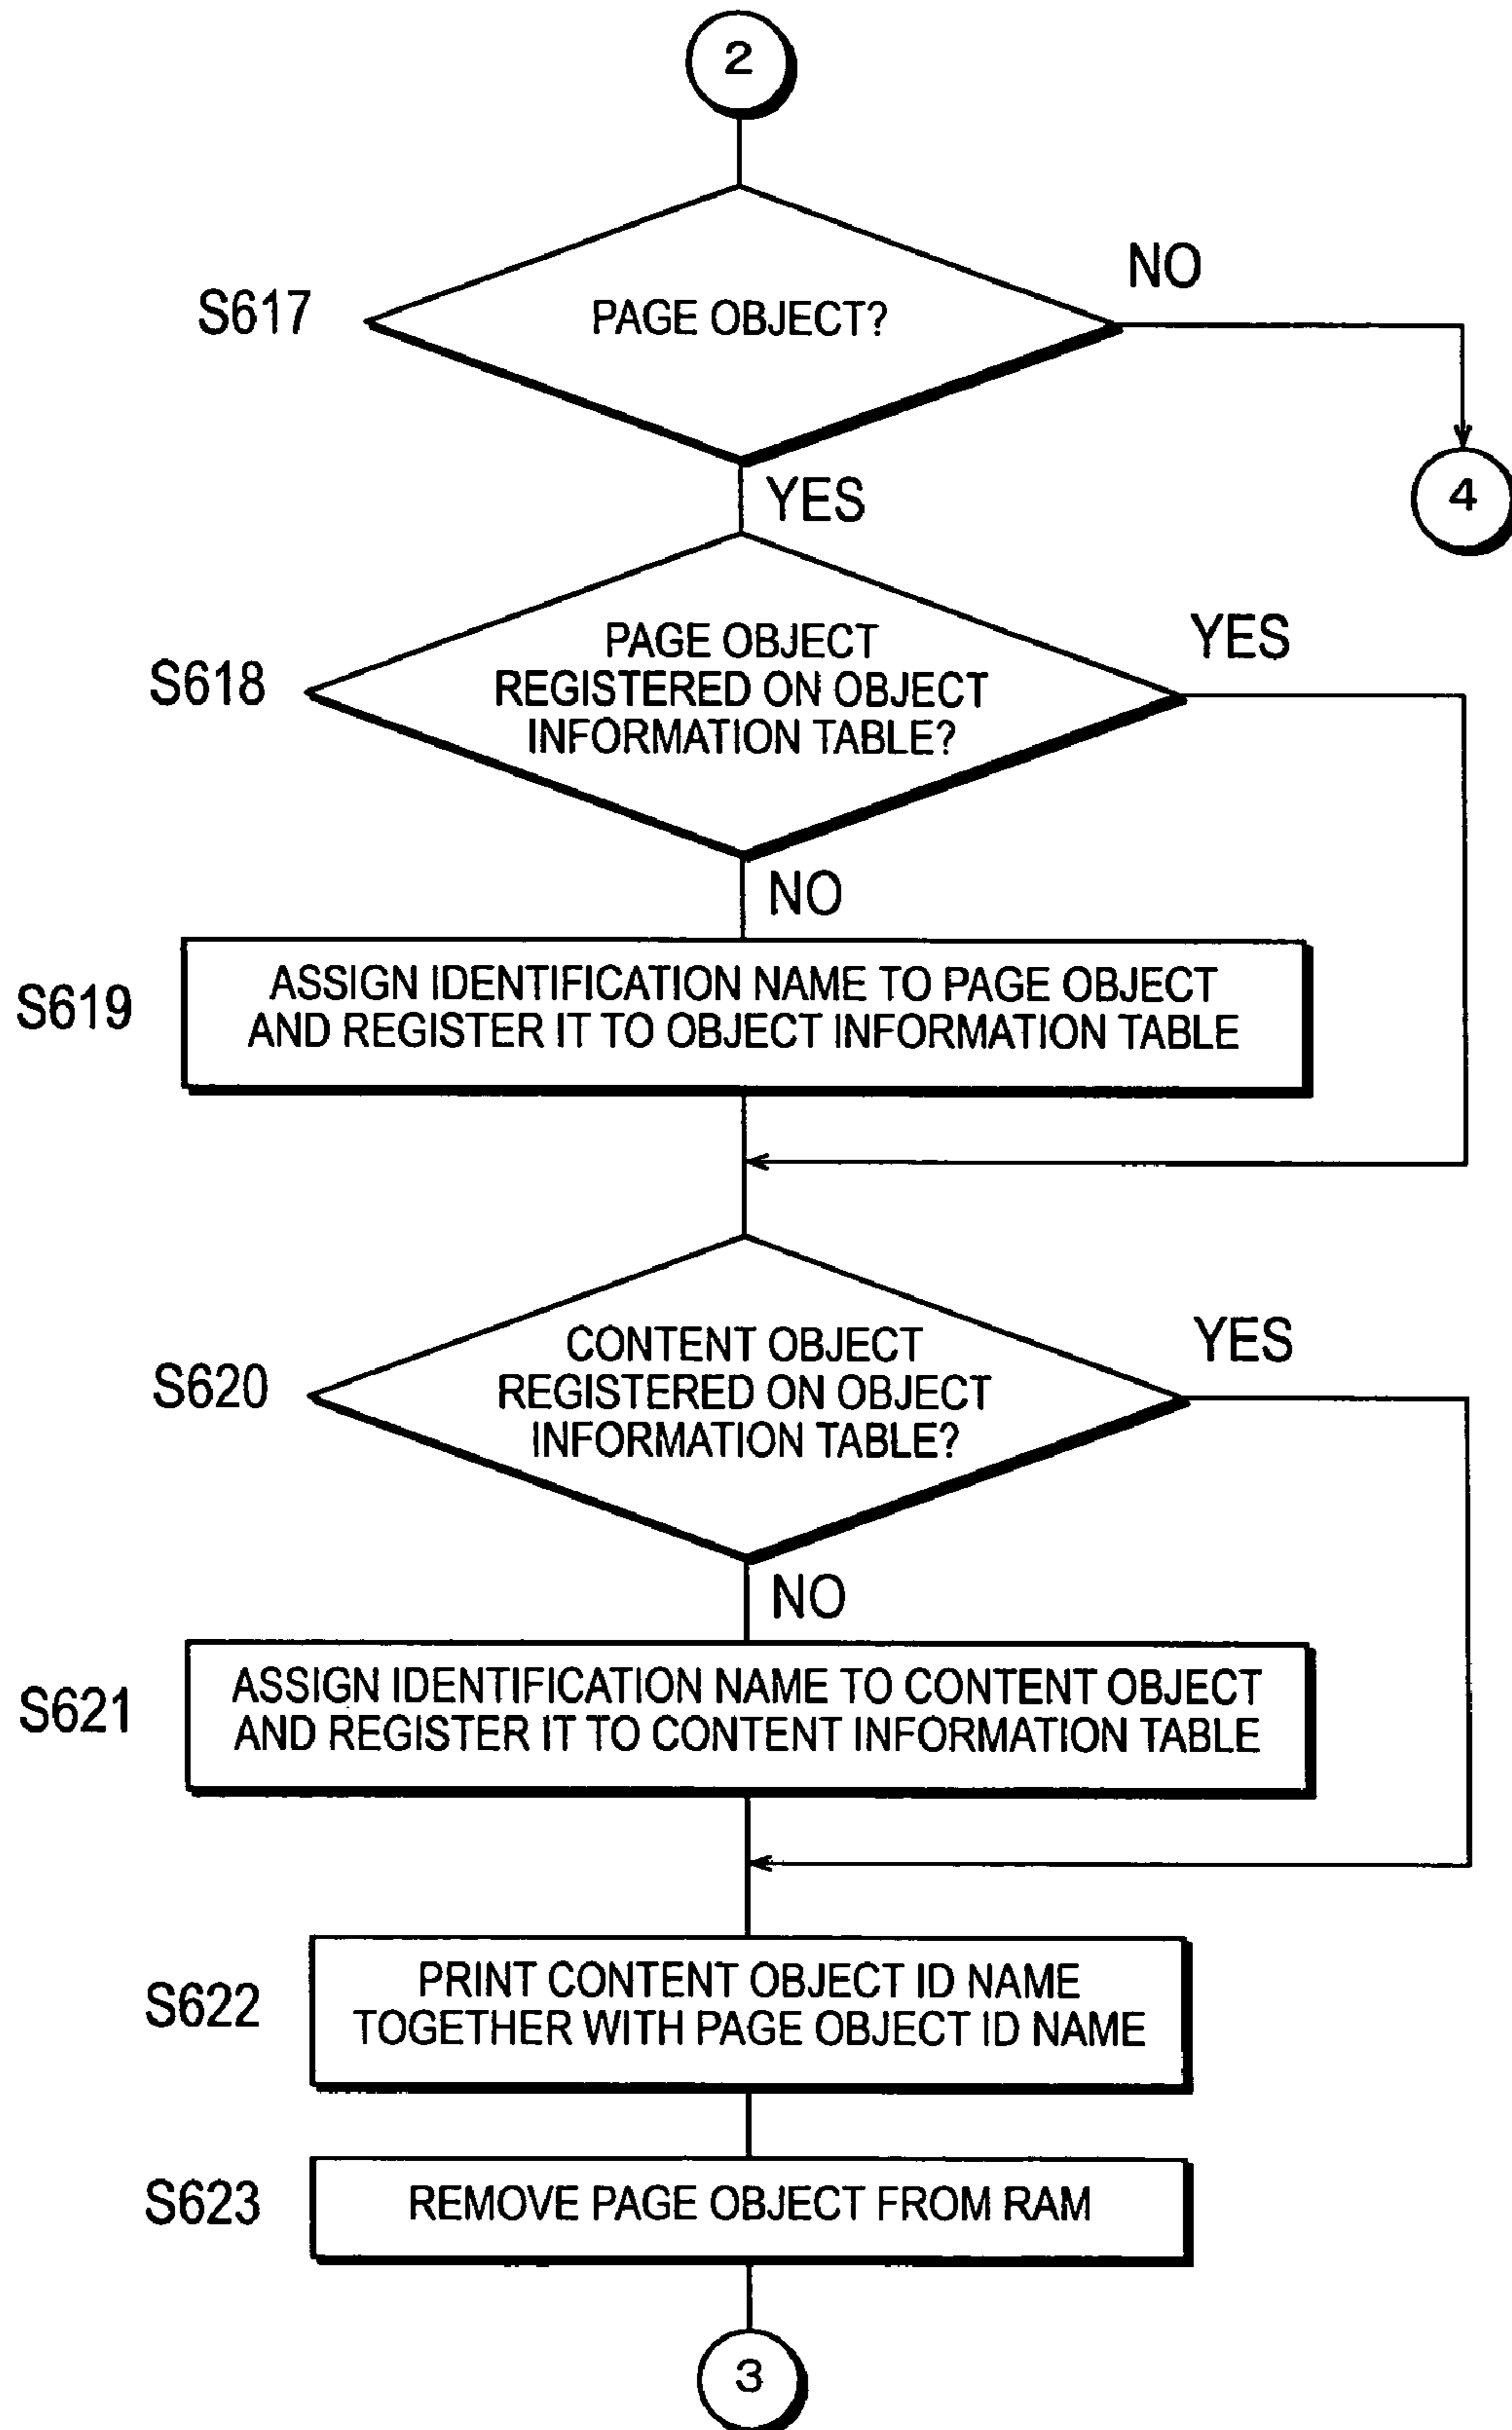 2
NO
S617
PAGE OBJECT?
YES
4
YES
S618
PAGE OBJECT
REGISTERED ON OBJECT
INFORMATION TABLE?
NO
S619
ASSIGN IDENTIFICATION NAME TO PAGE OBJECT
AND REGISTER IT TO OBJECT INFORMATION TABLE
YES
S620
CONTENT OBJECT
REGISTERED ON OBJECT
INFORMATION TABLE?
NO
S621
ASSIGN IDENTIFICATION NAME TO CONTENT OBJECT
AND REGISTER IT TO CONTENT INFORMATION TABLE
S622
PRINT CONTENT OBJECT ID NAME
TOGETHER WITH PAGE OBJECT ID NAME
S623
REMOVE PAGE OBJECT FROM RAM
3